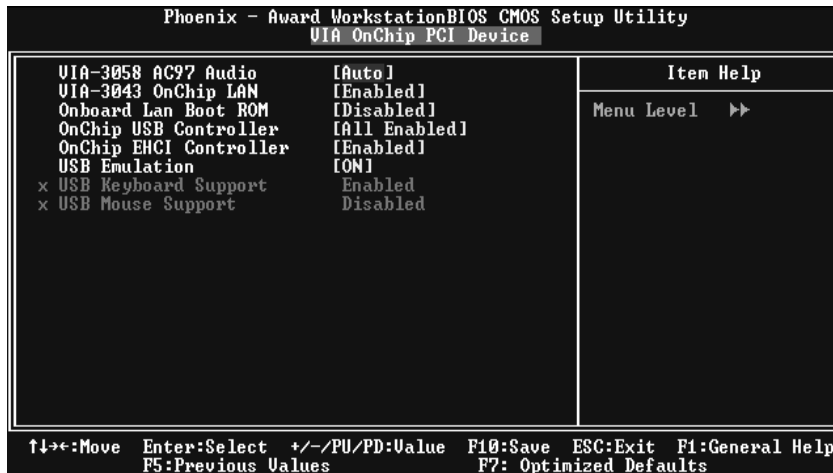 Phoenix - Award WorkstationBIOS CMOS Setup Utility
VIA OnChip PCI Device
VIA-3058 AC97 Audio [Auto]
VIA-3043 OnChip LAN [Enabled]
Onboard Lan Boot ROM [Disabled]
OnChip USB Controller [All Enabled]
OnChip EHCI Controller [Enabled]
USB Emulation [ON]
x USB Keyboard Support Enabled
x USB Mouse Support Disabled
Item Help
Menu Level ▸▸
↑↓→←:Move Enter:Select +/-/PU/PD:Value F10:Save ESC:Exit F1:General Help
F5:Previous Values F7: Optimized Defaults